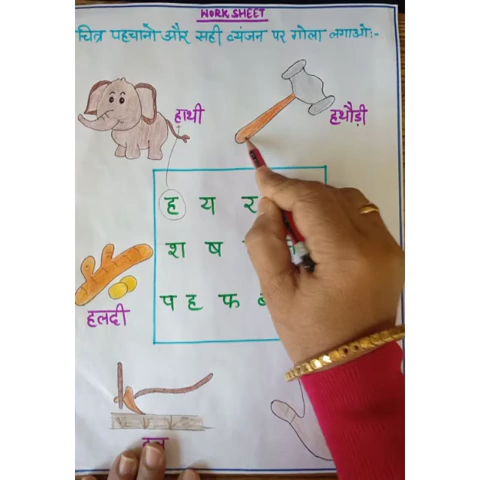 WORK SHEET
चित्र पहचानो और सही व्यंजन पर गोला लगाओ:-
हाथी
हथौड़ी
ह य र
श ष
ष ह फ
हलदी